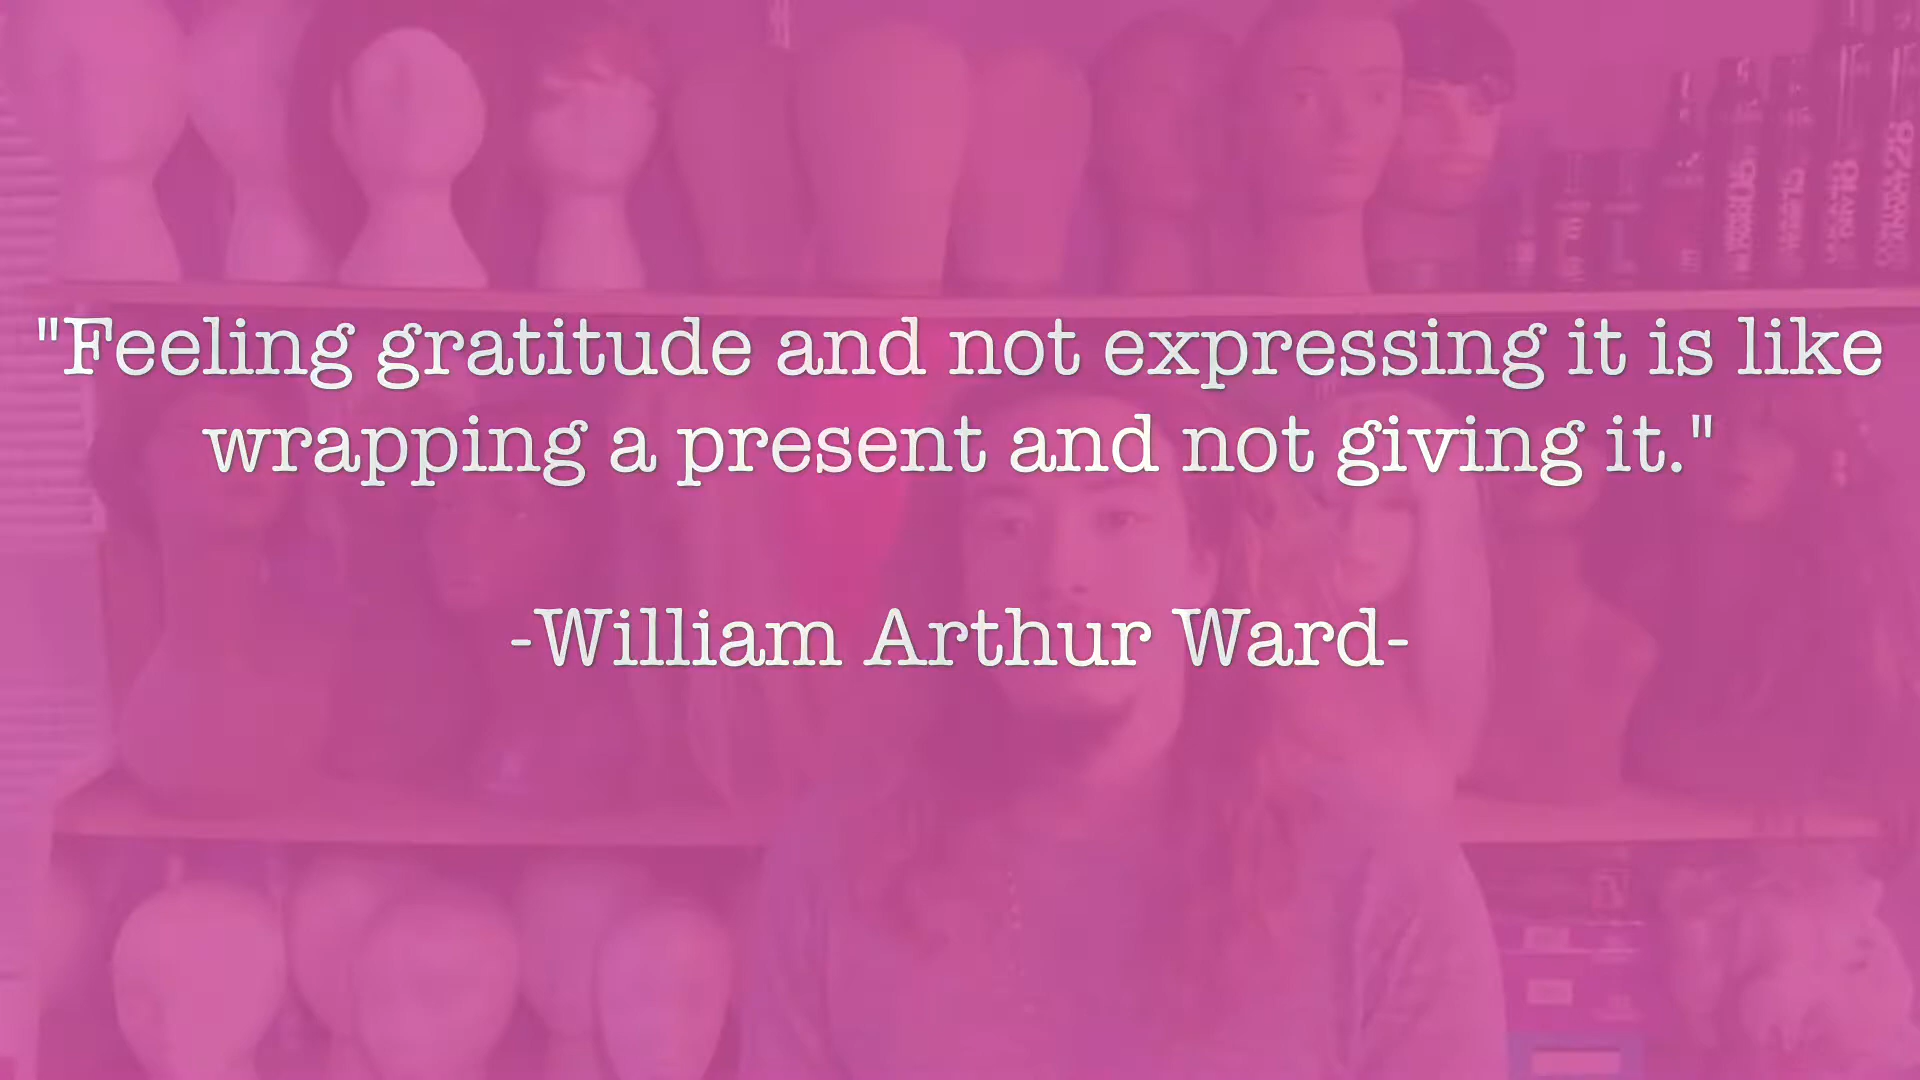 "Feeling gratitude and not expressing it is like
wrapping a present and not giving it."
-William Arthur Ward-